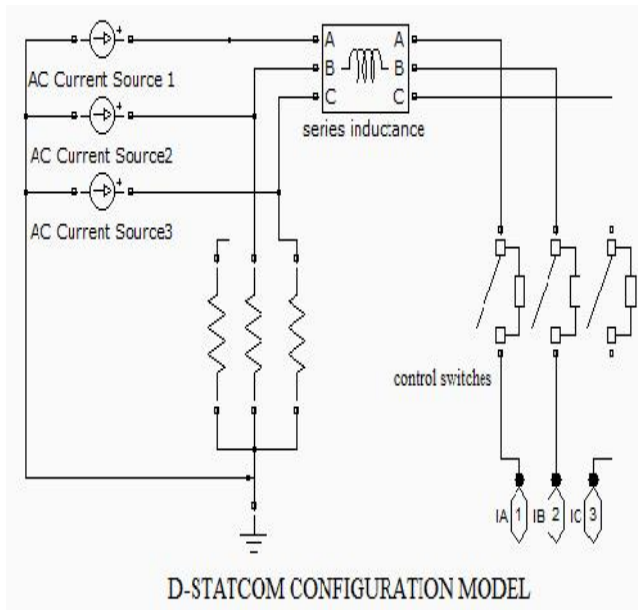 AC Current Source 1
AC Current Source2
AC Current Source3
A A
B B
C C
series inductance
control switches
IA 1 IB 2 IC 3
D-STATCOM CONFIGURATION MODEL